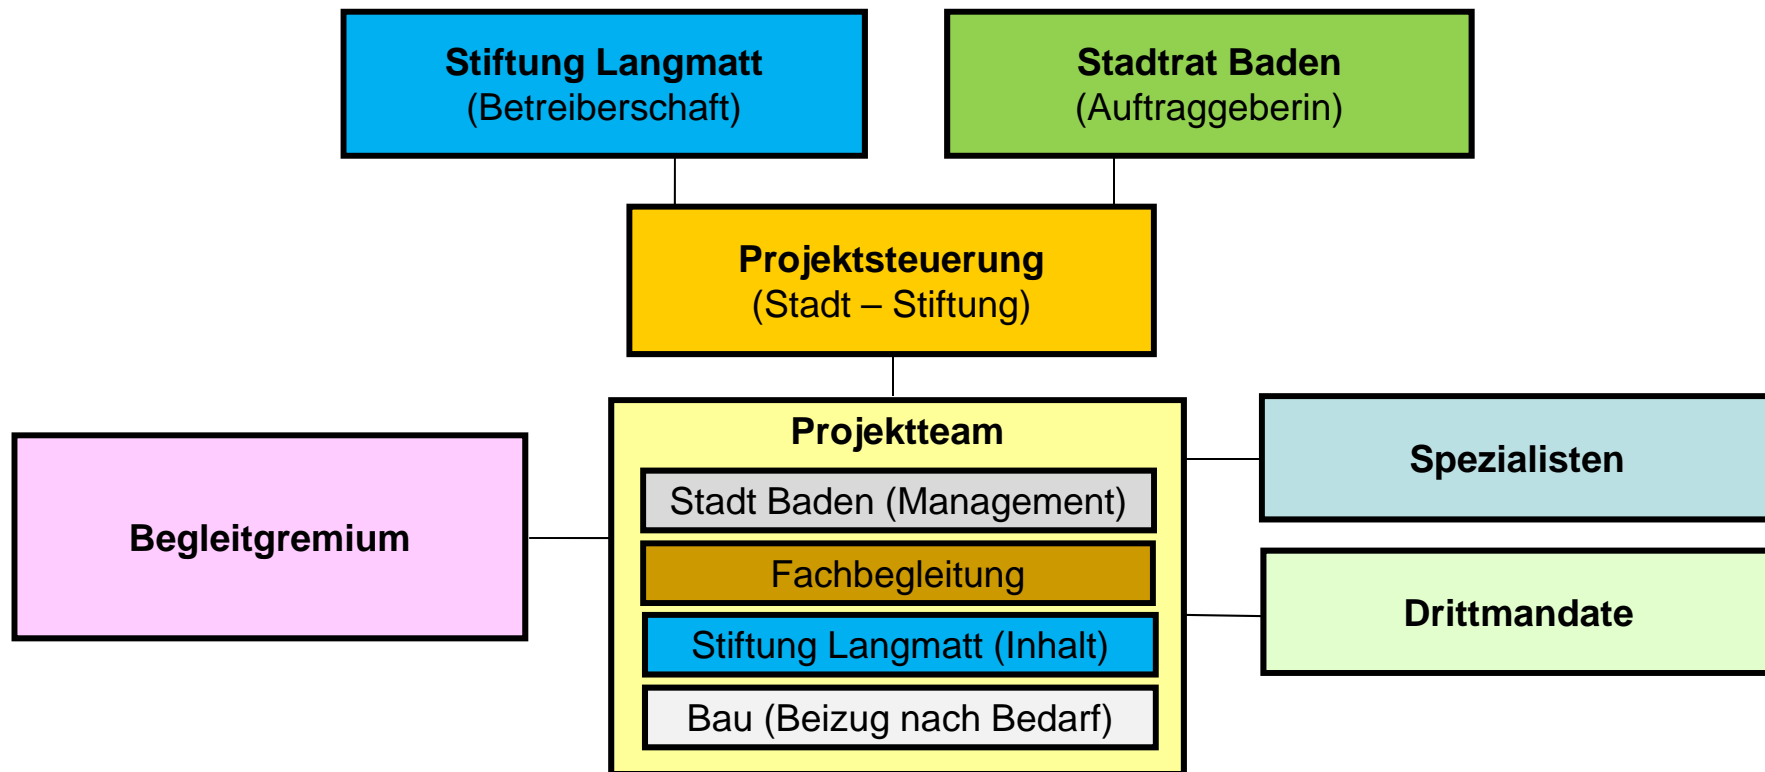 Stiftung Langmatt
(Betreiberschaft)
Stadtrat Baden
(Auftraggeberin)
Projektsteuerung
(Stadt – Stiftung)
Projektteam
Stadt Baden (Management)
Fachbegleitung
Stiftung Langmatt (Inhalt)
Bau (Beizug nach Bedarf)
Begleitgremium
Spezialisten
Drittmandate